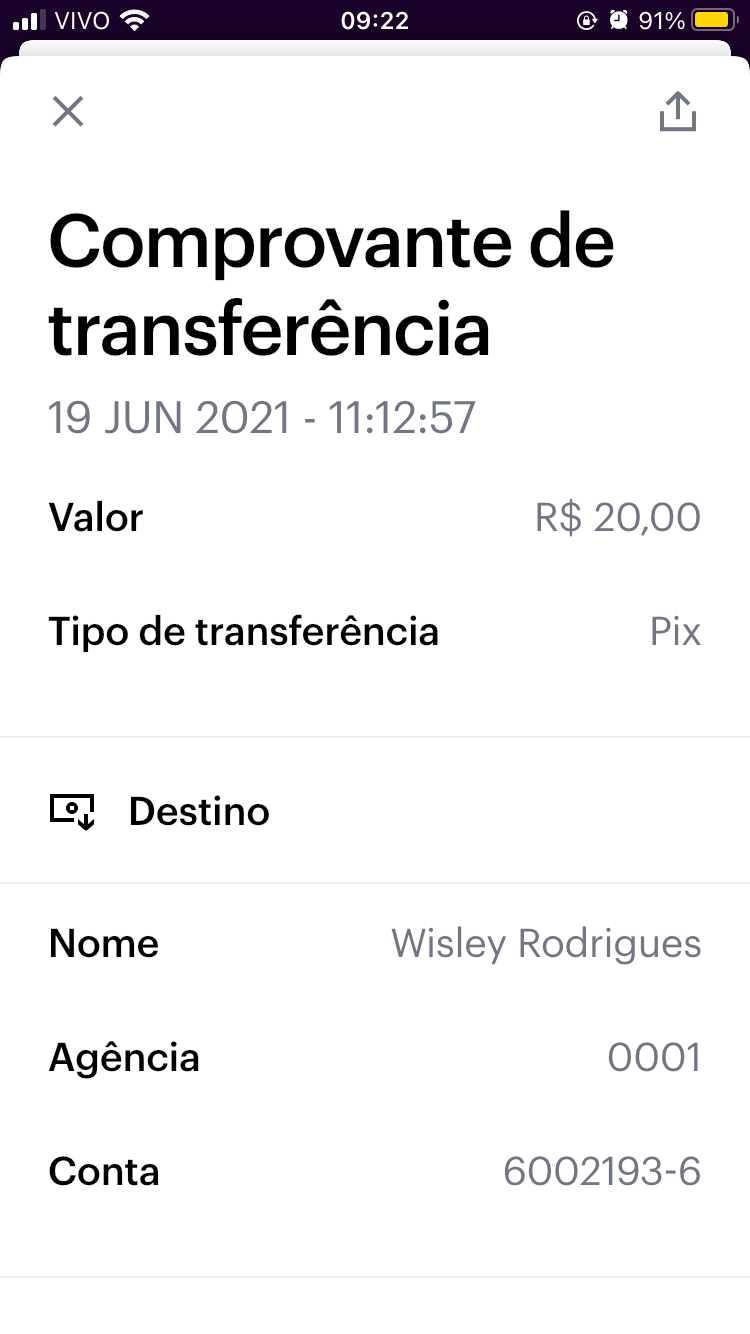 VIVO 09:22 91%
Comprovante de
transferência
19 JUN 2021 - 11:12:57
Valor R$ 20,00
Tipo de transferência Pix
Destino
Nome Wisley Rodrigues
Agência 0001
Conta 6002193-6